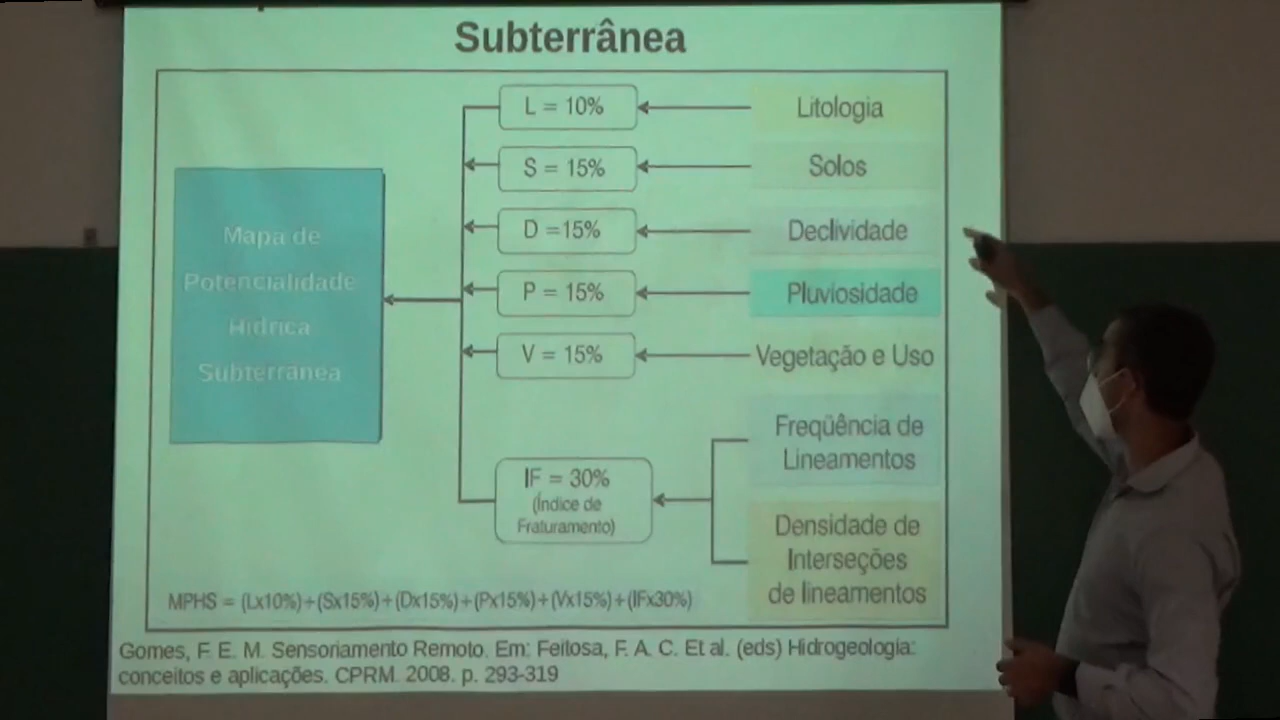 Subterrânea
L = 10%
Litologia
S = 15%
Solos
D =15%
Declividade
P = 15%
Pluviosidade
V = 15%
Vegetação e Uso
Mapa de
Potencialidade
Hídrica
Subterrânea
IF = 30%
(Índice de
Fraturamento)
Freqüência de
Lineamentos
Densidade de
Interseções
de lineamentos
MPHS = (Lx10%)+(Sx15%)+(Dx15%)+(Px15%)+(Vx15%)+(IFx30%)
Gomes, F. E. M. Sensoriamento Remoto. Em: Feitosa, F. A. C. Et al. (eds) Hidrogeologia:
conceitos e aplicações. CPRM. 2008. p. 293-319